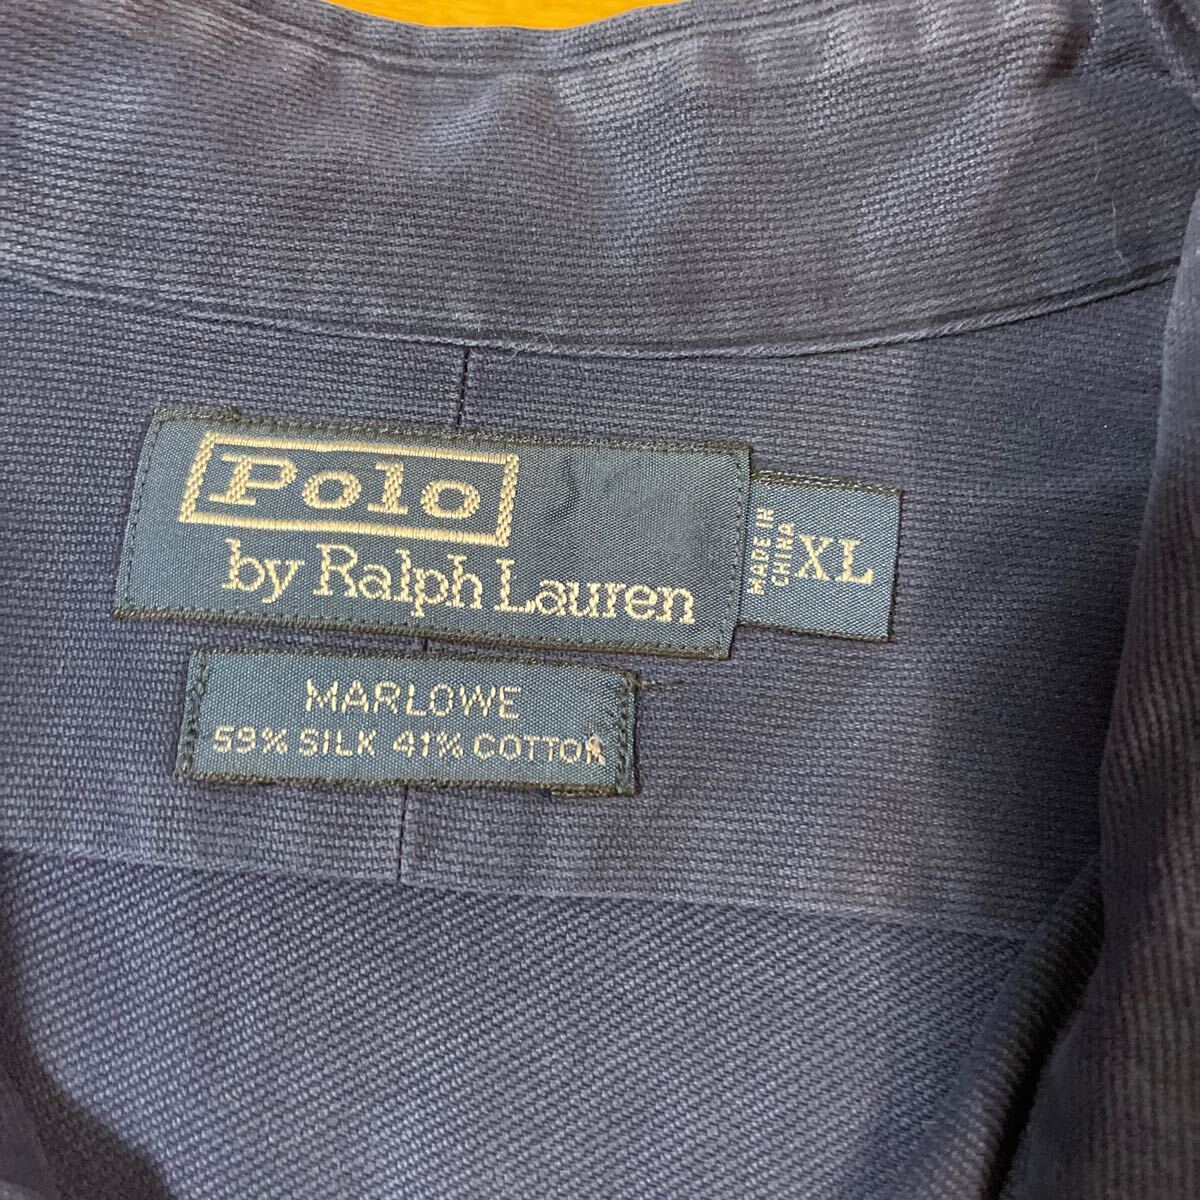 Polo
by Ralph Lauren
MADE IN
CHINA
XL
MARLOWE
59% SILK 41% COTTON